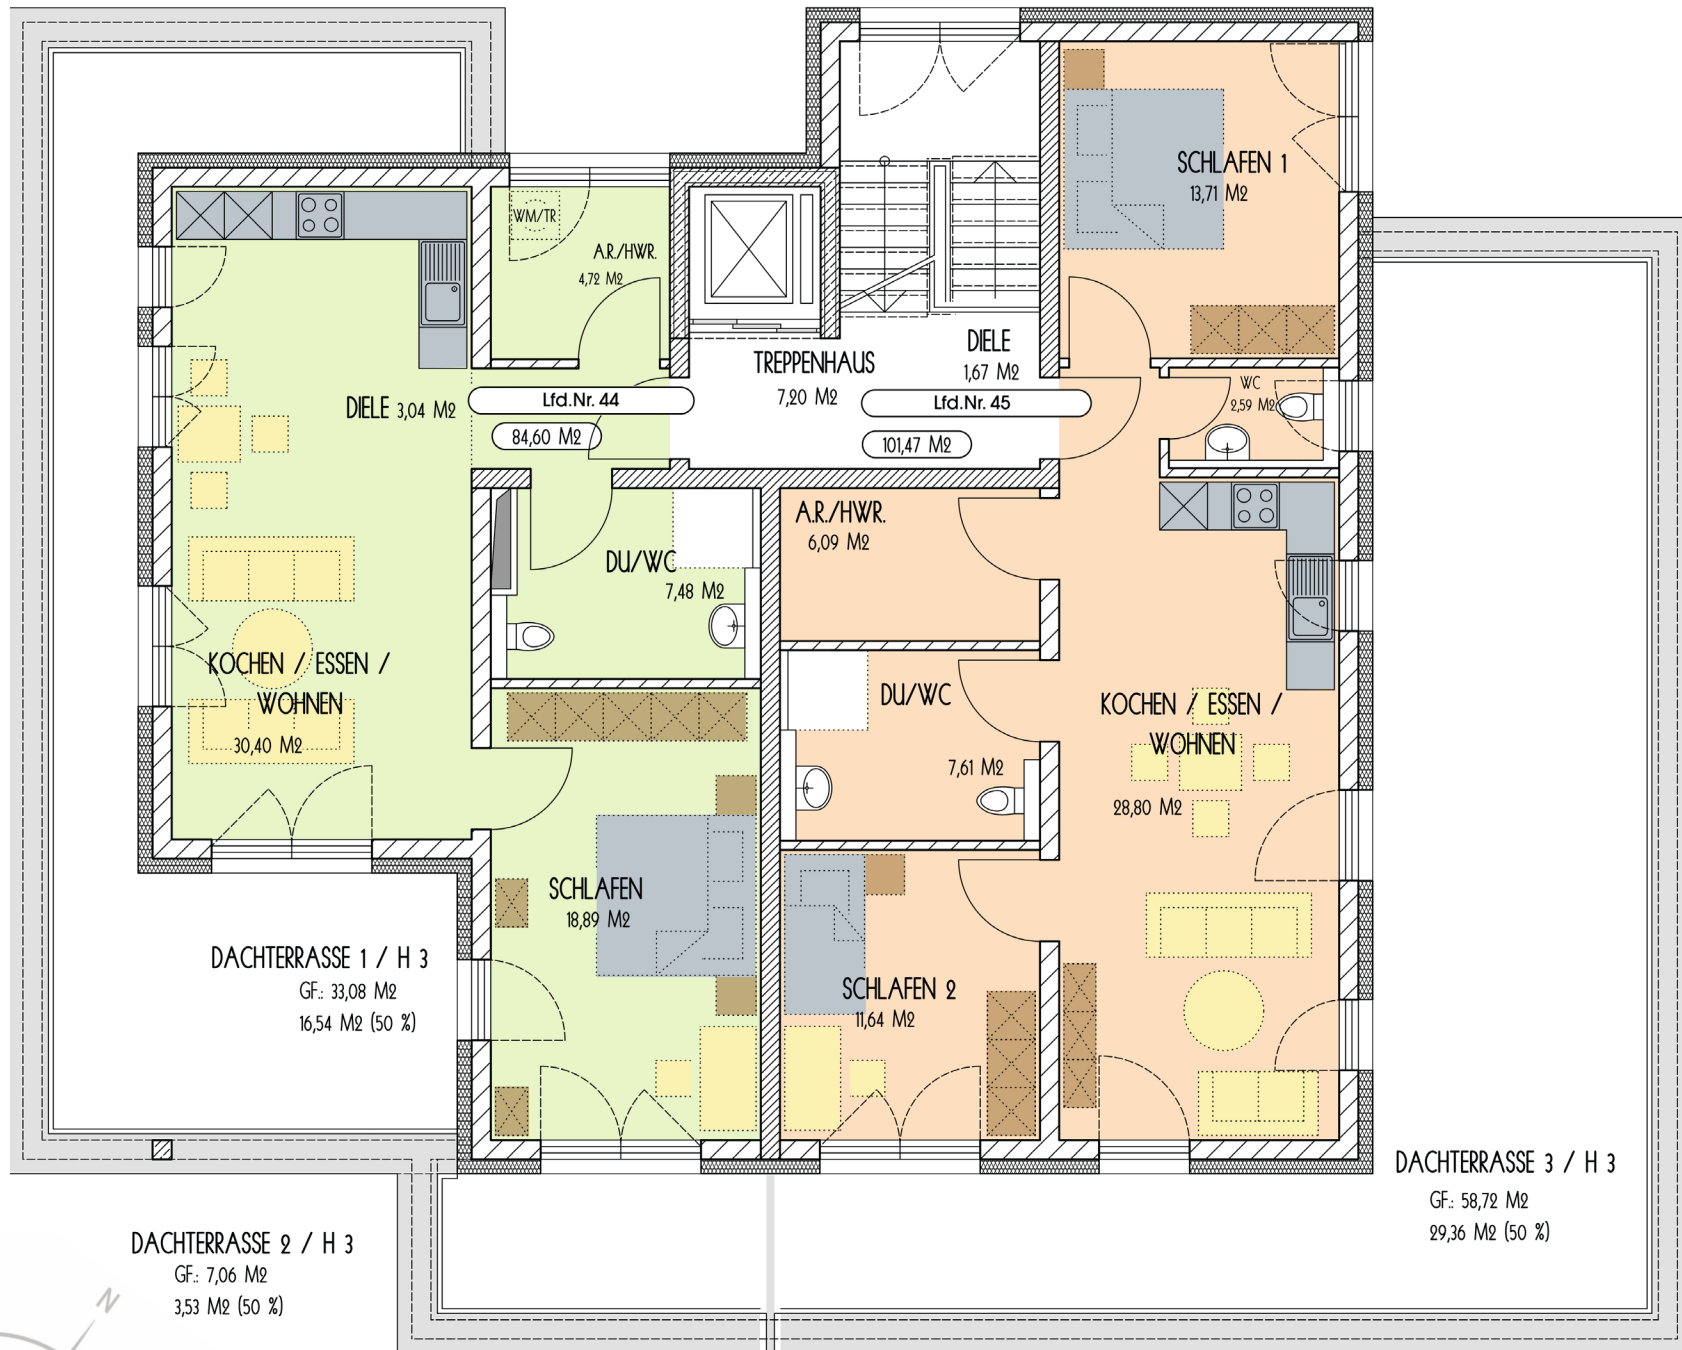 SCHLAFEN 1
13,71 M2
WM/TR
A.R./HWR.
4,72 M2
TREPPENHAUS
7,20 M2
DIELE
1,67 M2
DIELE 3,04 M2
Lfd.Nr. 44
84,60 M2
Lfd.Nr. 45
101,47 M2
WC
2,59 M2
A.R./HWR.
6,09 M2
DU/WC
7,48 M2
KOCHEN / ESSEN /
WOHNEN
30,40 M2
DU/WC
7,61 M2
KOCHEN / ESSEN /
WOHNEN
28,80 M2
SCHLAFEN
18,89 M2
SCHLAFEN 2
11,64 M2
DACHTERRASSE 1 / H 3
GF.: 33,08 M2
16,54 M2 (50 %)
DACHTERRASSE 3 / H 3
GF.: 58,72 M2
29,36 M2 (50 %)
DACHTERRASSE 2 / H 3
GF.: 7,06 M2
3,53 M2 (50 %)
N